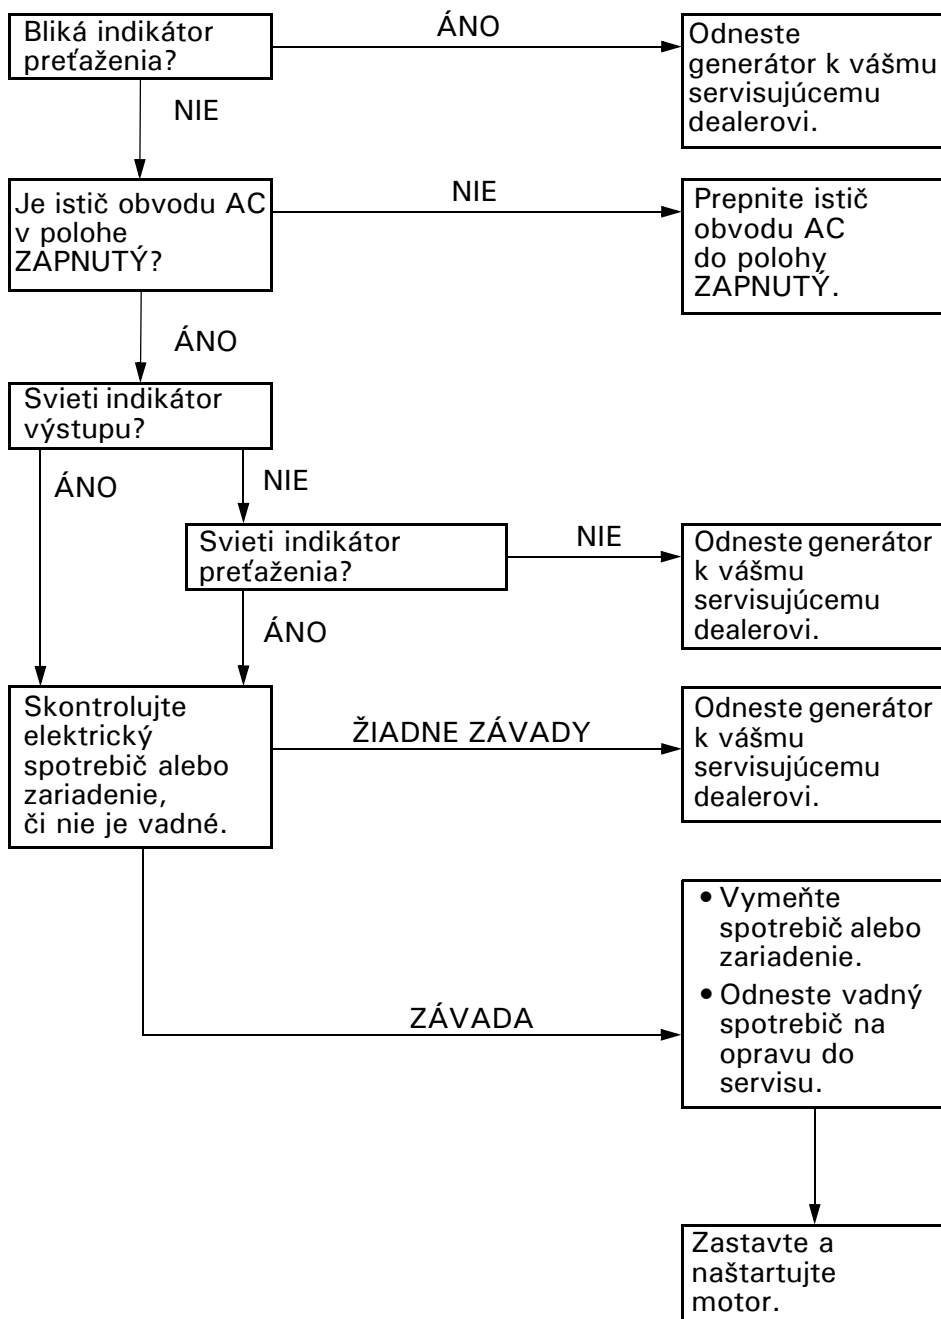 Bliká indikátor
preťaženia?
ÁNO
Odneste
generátor k vášmu
servisujúcemu
dealerovi.
NIE
Je istič obvodu AC
v polohe
ZAPNUTÝ?
NIE
Prepnite istič
obvodu AC
do polohy
ZAPNUTÝ.
ÁNO
Svieti indikátor
výstupu?
ÁNO
NIE
Svieti indikátor
preťaženia?
NIE
Odneste generátor
k vášmu
servisujúcemu
dealerovi.
ÁNO
Skontrolujte
elektrický
spotrebič alebo
zariadenie,
či nie je vadné.
ŽIADNE ZÁVADY
Odneste generátor
k vášmu
servisujúcemu
dealerovi.
ZÁVADA
• Vymeňte
spotrebič alebo
zariadenie.
• Odneste vadný
spotrebič na
opravu do
servisu.
Zastavte a
naštartujte
motor.